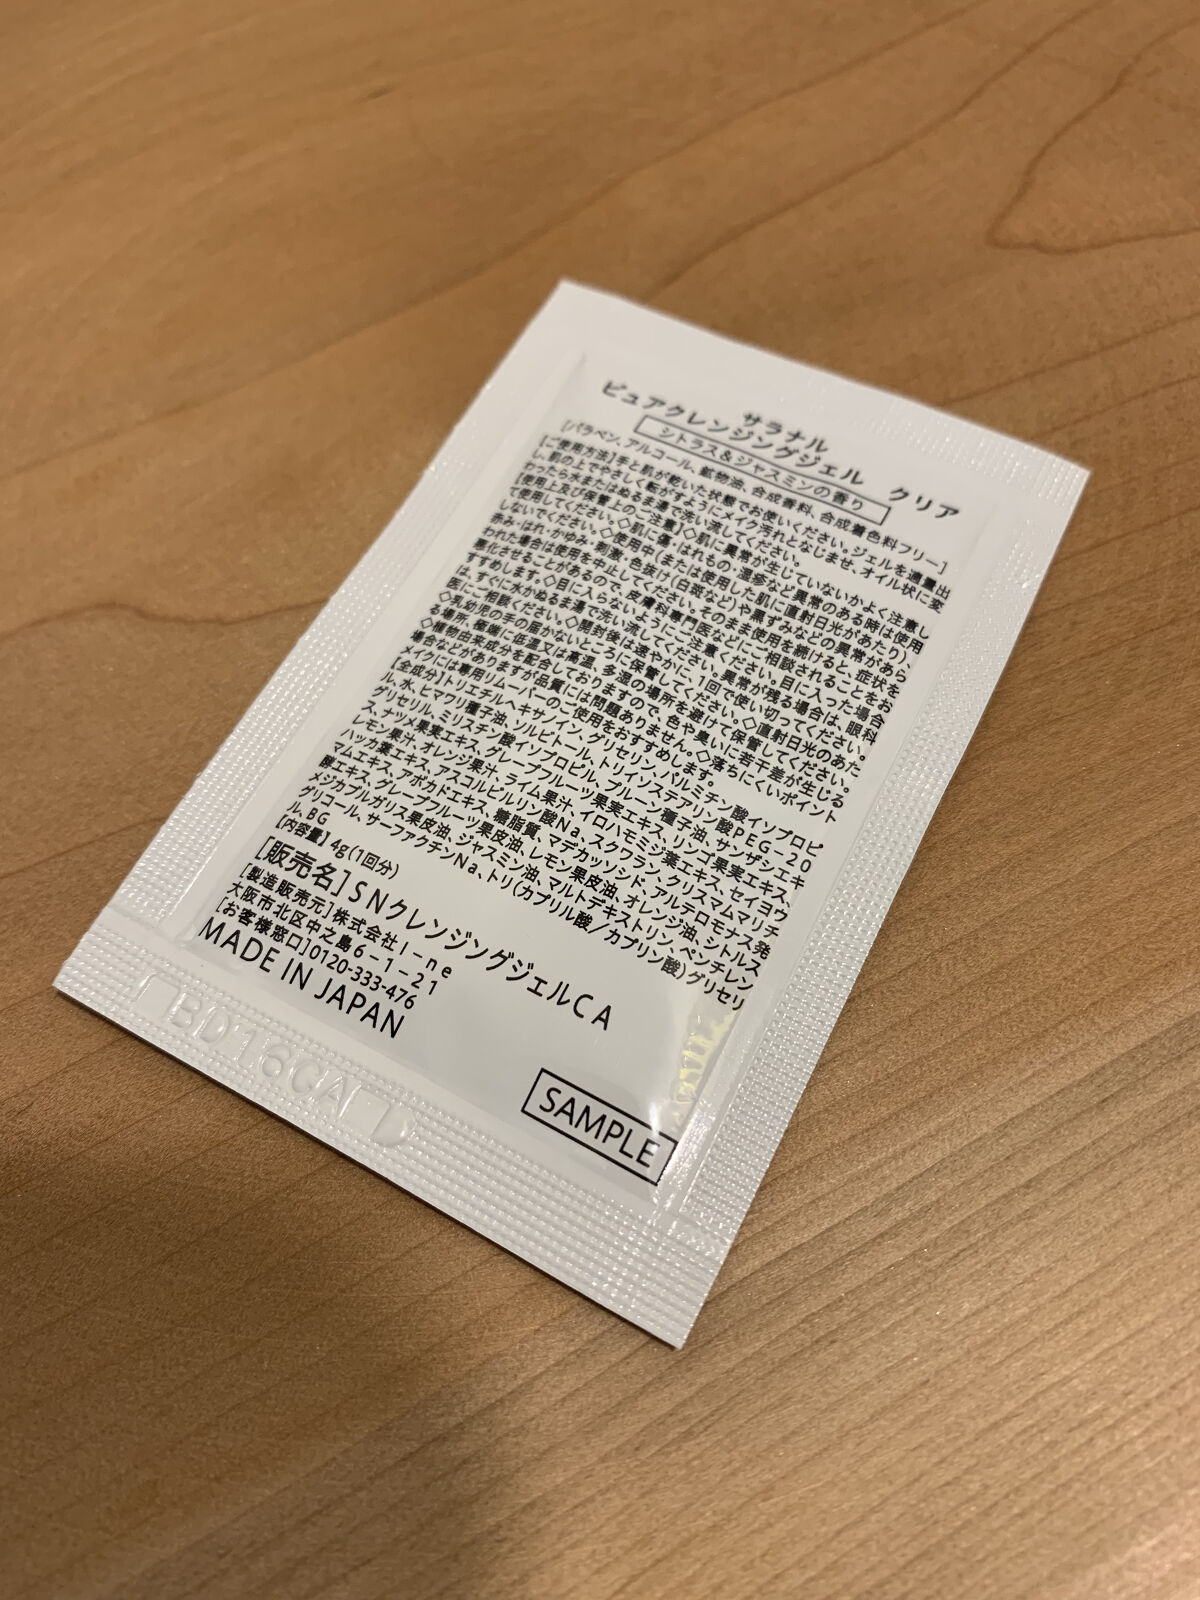 サラナル
ピュアクレンジングジェル　クリア
シトラス&ジャスミンの香り
[パラベン、アルコール、鉱物油、合成香料、合成着色料フリー]
[ご使用方法]手と肌が乾いた状態でお使いください。ジェルを適量出
し、肌の上でやさしく転がすようにメイク汚れとなじませ、オイル状に変
わったら水またはぬるま湯で洗い流してください。
[使用上及び保管上のご注意]◇肌に異常が生じていないかよく注意し
て使用してください。◇肌に傷・はれもの・湿疹など異常のある時は使用
しないでください。◇使用中(または使用した肌に直射日光があたり)、
赤み・はれ・かゆみ・刺激・色抜け(白斑など)や黒ずみなどの異常があら
われた場合は使用を中止してください。そのまま使用を続けると、症状を
悪化させることがあるので、皮膚科専門医などにご相談されることをお
すすめします。◇目に入らないようにご注意ください。目に入った場合
は、すぐに水かぬるま湯で洗い流してください。異常が残る場合は、眼科
医にご相談ください。◇開封後は速やかに、1回で使い切ってください。
◇乳幼児の手の届かないところに保管してください。◇直射日光のあた
る場所、極端に低温又は高温、多湿の場所を避けて保管してください。
◇植物由来成分を配合しておりますので、色や臭いに若干差が生じる
場合などがありますが品質には問題ありません。◇落ちにくいポイント
メイクには専用リムーバーのご使用をおすすめします。
[全成分]トリエチルヘキサノイン、グリセリン、パルミチン酸イソプロピ
ル、水、ヒマワリ種子油、ソルビトール、トリイソステアリン酸PEG-20
グリセリル、ミリスチン酸イソプロピル、プルーン種子油、サンザシエキ
ス、ナツメ果実エキス、グレープフルーツ果実エキス、リンゴ果実エキス、
レモン果汁、オレンジ果汁、ライム果汁、イロハモミジ葉エキス、セイヨウ
ハッカ葉エキス、アスコルビルリン酸Na、スクワラン、クリスマムマリチ
マムエキス、アボカドエキス、糖脂質、マデカッソシド、アルテロモナス発
酵エキス、グレープフルーツ果皮油、レモン果皮油、オレンジ油、シトルス
メジカブルガリス果皮油、ジャスミン油、マルトデキストリン、ペンチレン
グリコール、サーファクチンNa、トリ(カプリル酸/カプリン酸)グリセリ
ル、BG
[内容量] 4g(1回分)
[販売名]SNクレンジングジェルCA
[製造販売元]株式会社I-ne
大阪市北区中之島6-1-21
[お客様窓口]0120-333-476
MADE IN JAPAN
SAMPLE